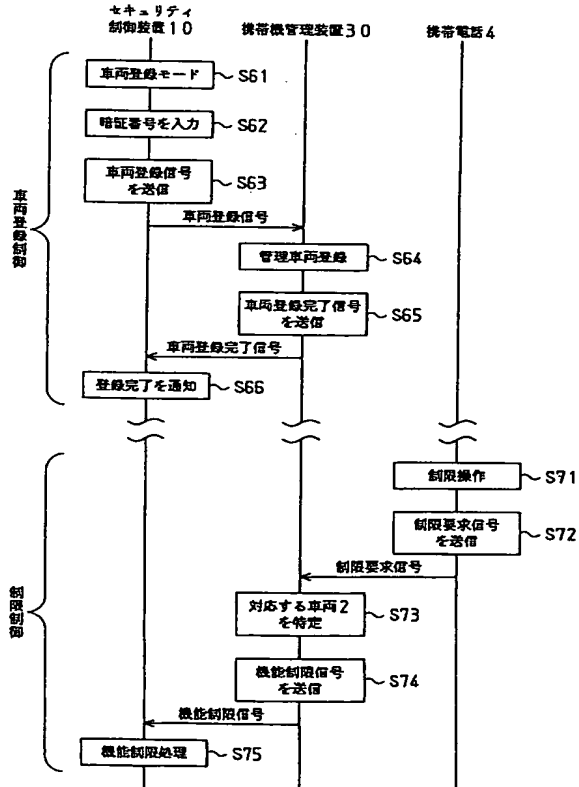 セキュリティ
制御装置10
携帯機管理装置30
携帯電話4
車両登録制御
車両登録モード
S61
暗証番号を入力
S62
車両登録信号
を送信
S63
車両登録信号
管理車両登録
S64
車両登録完了信号
を送信
S65
車両登録完了信号
登録完了を通知
S66
制限制御
制限操作
S71
制限要求信号
を送信
S72
制限要求信号
対応する車両2
を特定
S73
機能制限信号
を送信
S74
機能制限信号
機能制限処理
S75